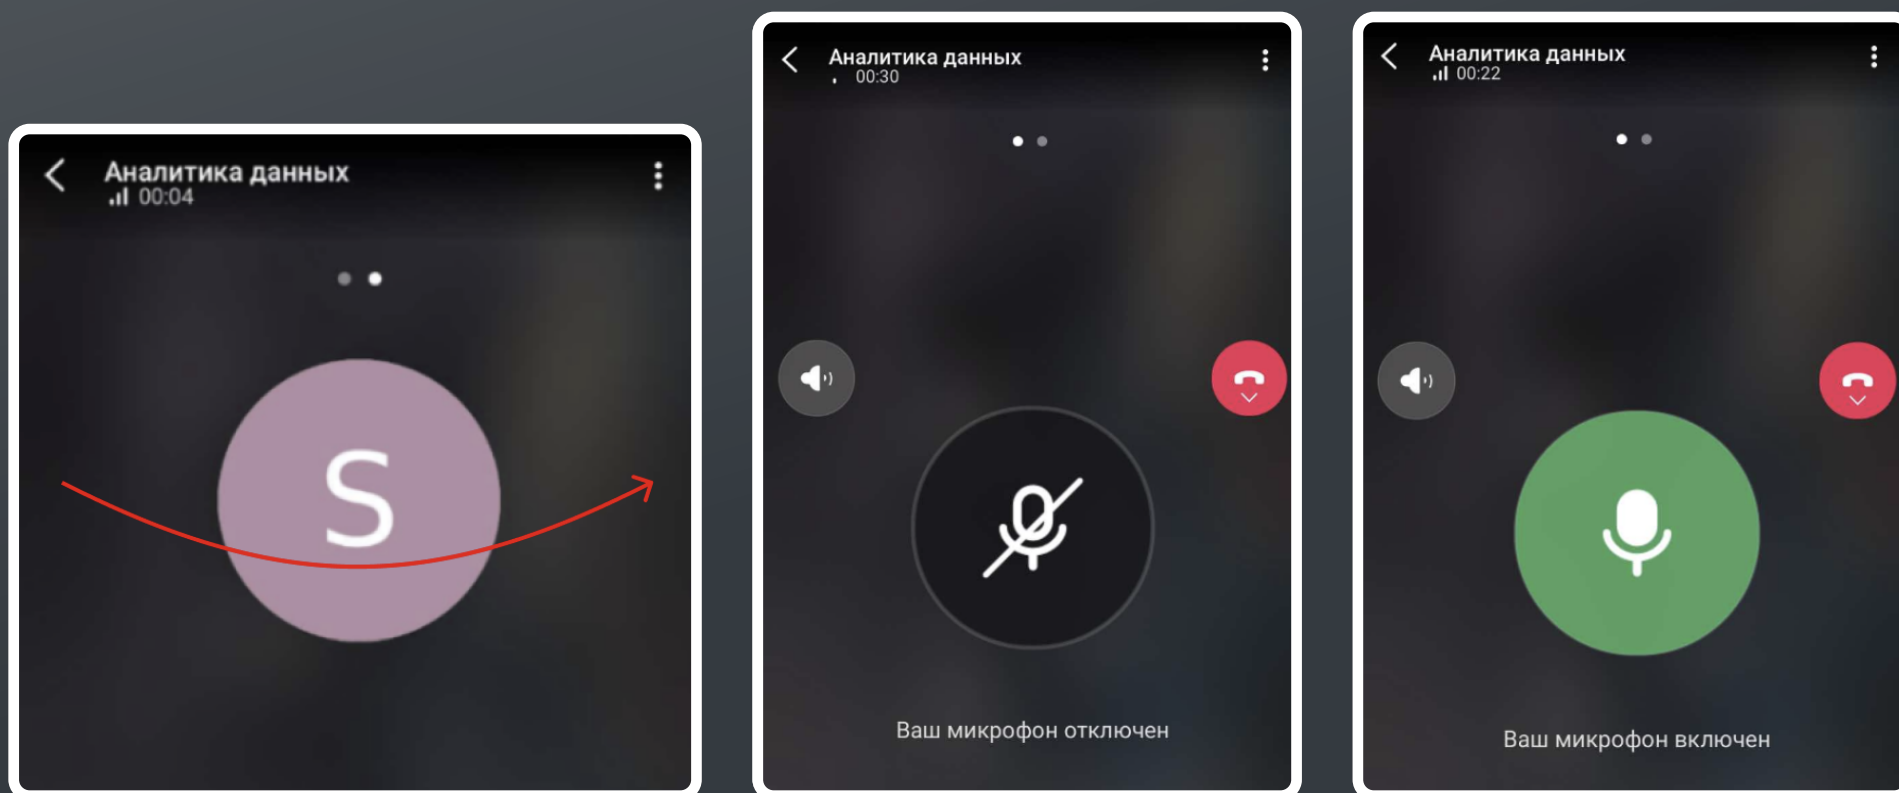 Аналитика данных
00:04
S
Аналитика данных
00:30
Ваш микрофон отключен
Аналитика данных
00:22
Ваш микрофон включен